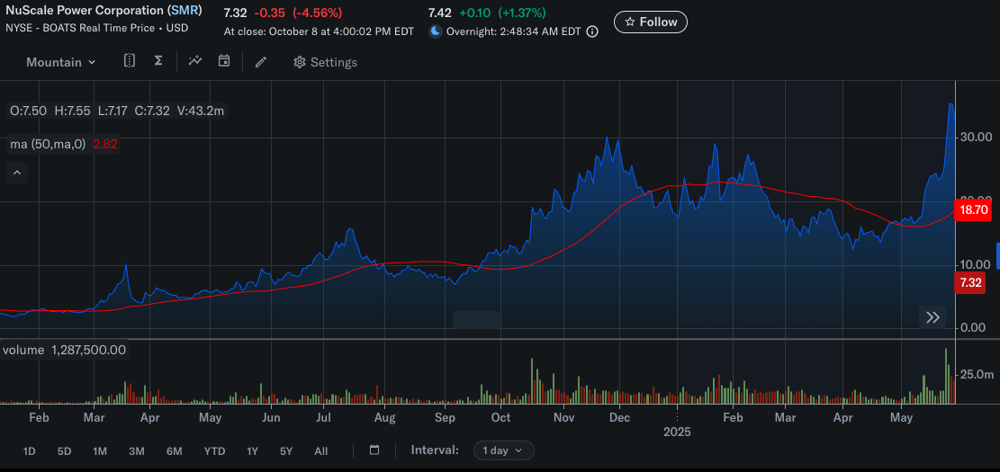 NuScale Power Corporation (SMR)
NYSE - BOATS Real Time Price • USD
7.32 -0.35 (-4.56%)
At close: October 8 at 4:00:02 PM EDT
7.42 +0.10 (+1.37%)
Overnight: 2:48:34 AM EDT
Follow
Mountain
Settings
O:7.50 H:7.55 L:7.17 C:7.32 V:43.2m
ma (50,ma,0) 2.82
30.00
20.00
18.70
10.00
7.32
0.00
volume 1,287,500.00
25.0m
Feb Mar Apr May Jun Jul Aug Sep Oct Nov Dec Feb Mar Apr May
2025
1D 5D 1M 3M 6M YTD 1Y 5Y All Interval: 1 day